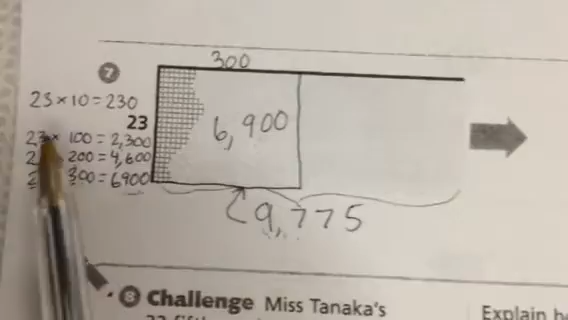 7
300
23 × 10 = 230
23
6,900
23 × 100 = 2,300
200 = 4,600
300 = 6900
9,775
8 Challenge Miss Tanaka's
Explain